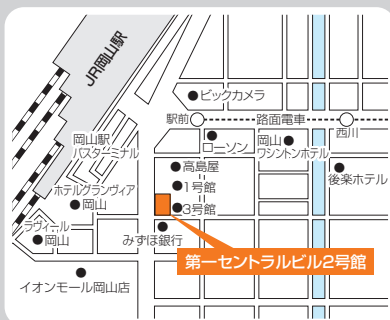 JR岡山駅
ビックカメラ
駅前
路面電車
西川
岡山駅
バスターミナル
ローソン
岡山
ワシントンホテル
高島屋
後楽ホテル
ホテルグランヴィア
岡山
1号館
3号館
ラヴィール
岡山
みずほ銀行
第一セントラルビル2号館
イオンモール岡山店